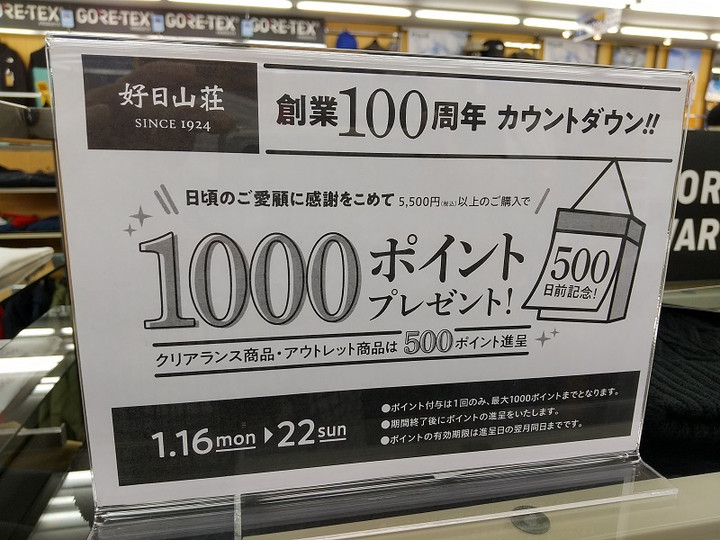 GORE-TEX GORE-TEX GORE-TEX GORE-TEX
好日山荘
SINCE 1924
創業100周年 カウントダウン!!
日頃のご愛顧に感謝をこめて 5,500円(税込)以上のご購入で
1000ポイント
プレゼント!
500
日前記念!
クリアランス商品・アウトレット商品は500ポイント進呈
1.16mon▶22sun
●ポイント付与は1回のみ、最大1000ポイントまでとなります。
●期間終了後にポイントの進呈をいたします。
●ポイントの有効期限は進呈日の翌月同日までです。